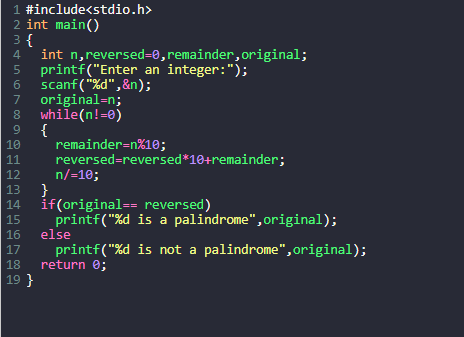 1 #include<stdio.h>
2 int main()
3 {
4   int n,reversed=0,remainder,original;
5   printf("Enter an integer:");
6   scanf("%d",&n);
7   original=n;
8   while(n!=0)
9   {
10     remainder=n%10;
11     reversed=reversed*10+remainder;
12     n/=10;
13   }
14   if(original== reversed)
15     printf("%d is a palindrome",original);
16   else
17     printf("%d is not a palindrome",original);
18   return 0;
19 }